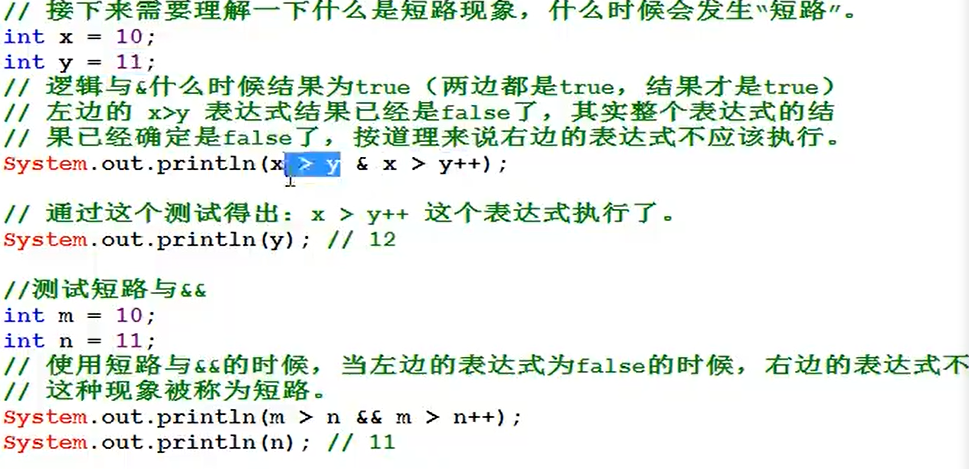 // 接下来需要理解一下什么是短路现象，什么时候会发生“短路”。
int x = 10;
int y = 11;
// 逻辑与&什么时候结果为true（两边都是true，结果才是true）
// 左边的 x>y 表达式结果已经是false了，其实整个表达式的结
// 果已经确定是false了，按道理来说右边的表达式不应该执行。
System.out.println(x > y & x > y++);
// 通过这个测试得出：x > y++ 这个表达式执行了。
System.out.println(y); // 12
//测试短路与&&
int m = 10;
int n = 11;
// 使用短路与&&的时候，当左边的表达式为false的时候，右边的表达式不
// 这种现象被称为短路。
System.out.println(m > n && m > n++);
System.out.println(n); // 11